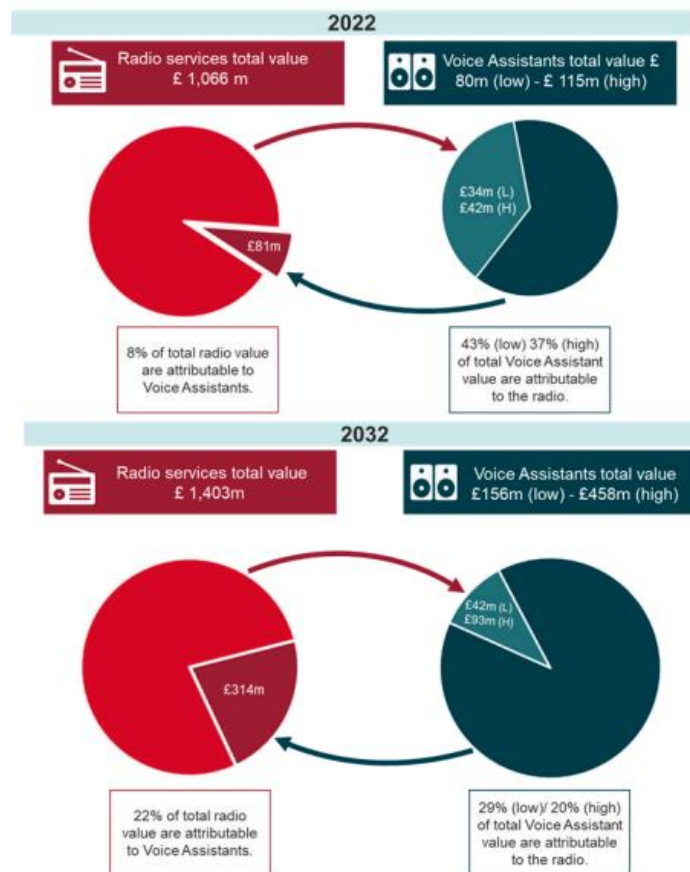 2022
Radio services total value
£ 1,066 m
Voice Assistants total value £
80m (low) - £ 115m (high)
£81m
£34m (L)
£42m (H)
8% of total radio value
are attributable to
Voice Assistants.
43% (low) 37% (high)
of total Voice Assistant
value are attributable
to the radio.
2032
Radio services total value
£ 1,403m
Voice Assistants total value
£156m (low) - £458m (high)
£314m
£42m (L)
£93m (H)
22% of total radio
value are attributable
to Voice Assistants.
29% (low)/ 20% (high)
of total Voice Assistant
value are attributable
to the radio.